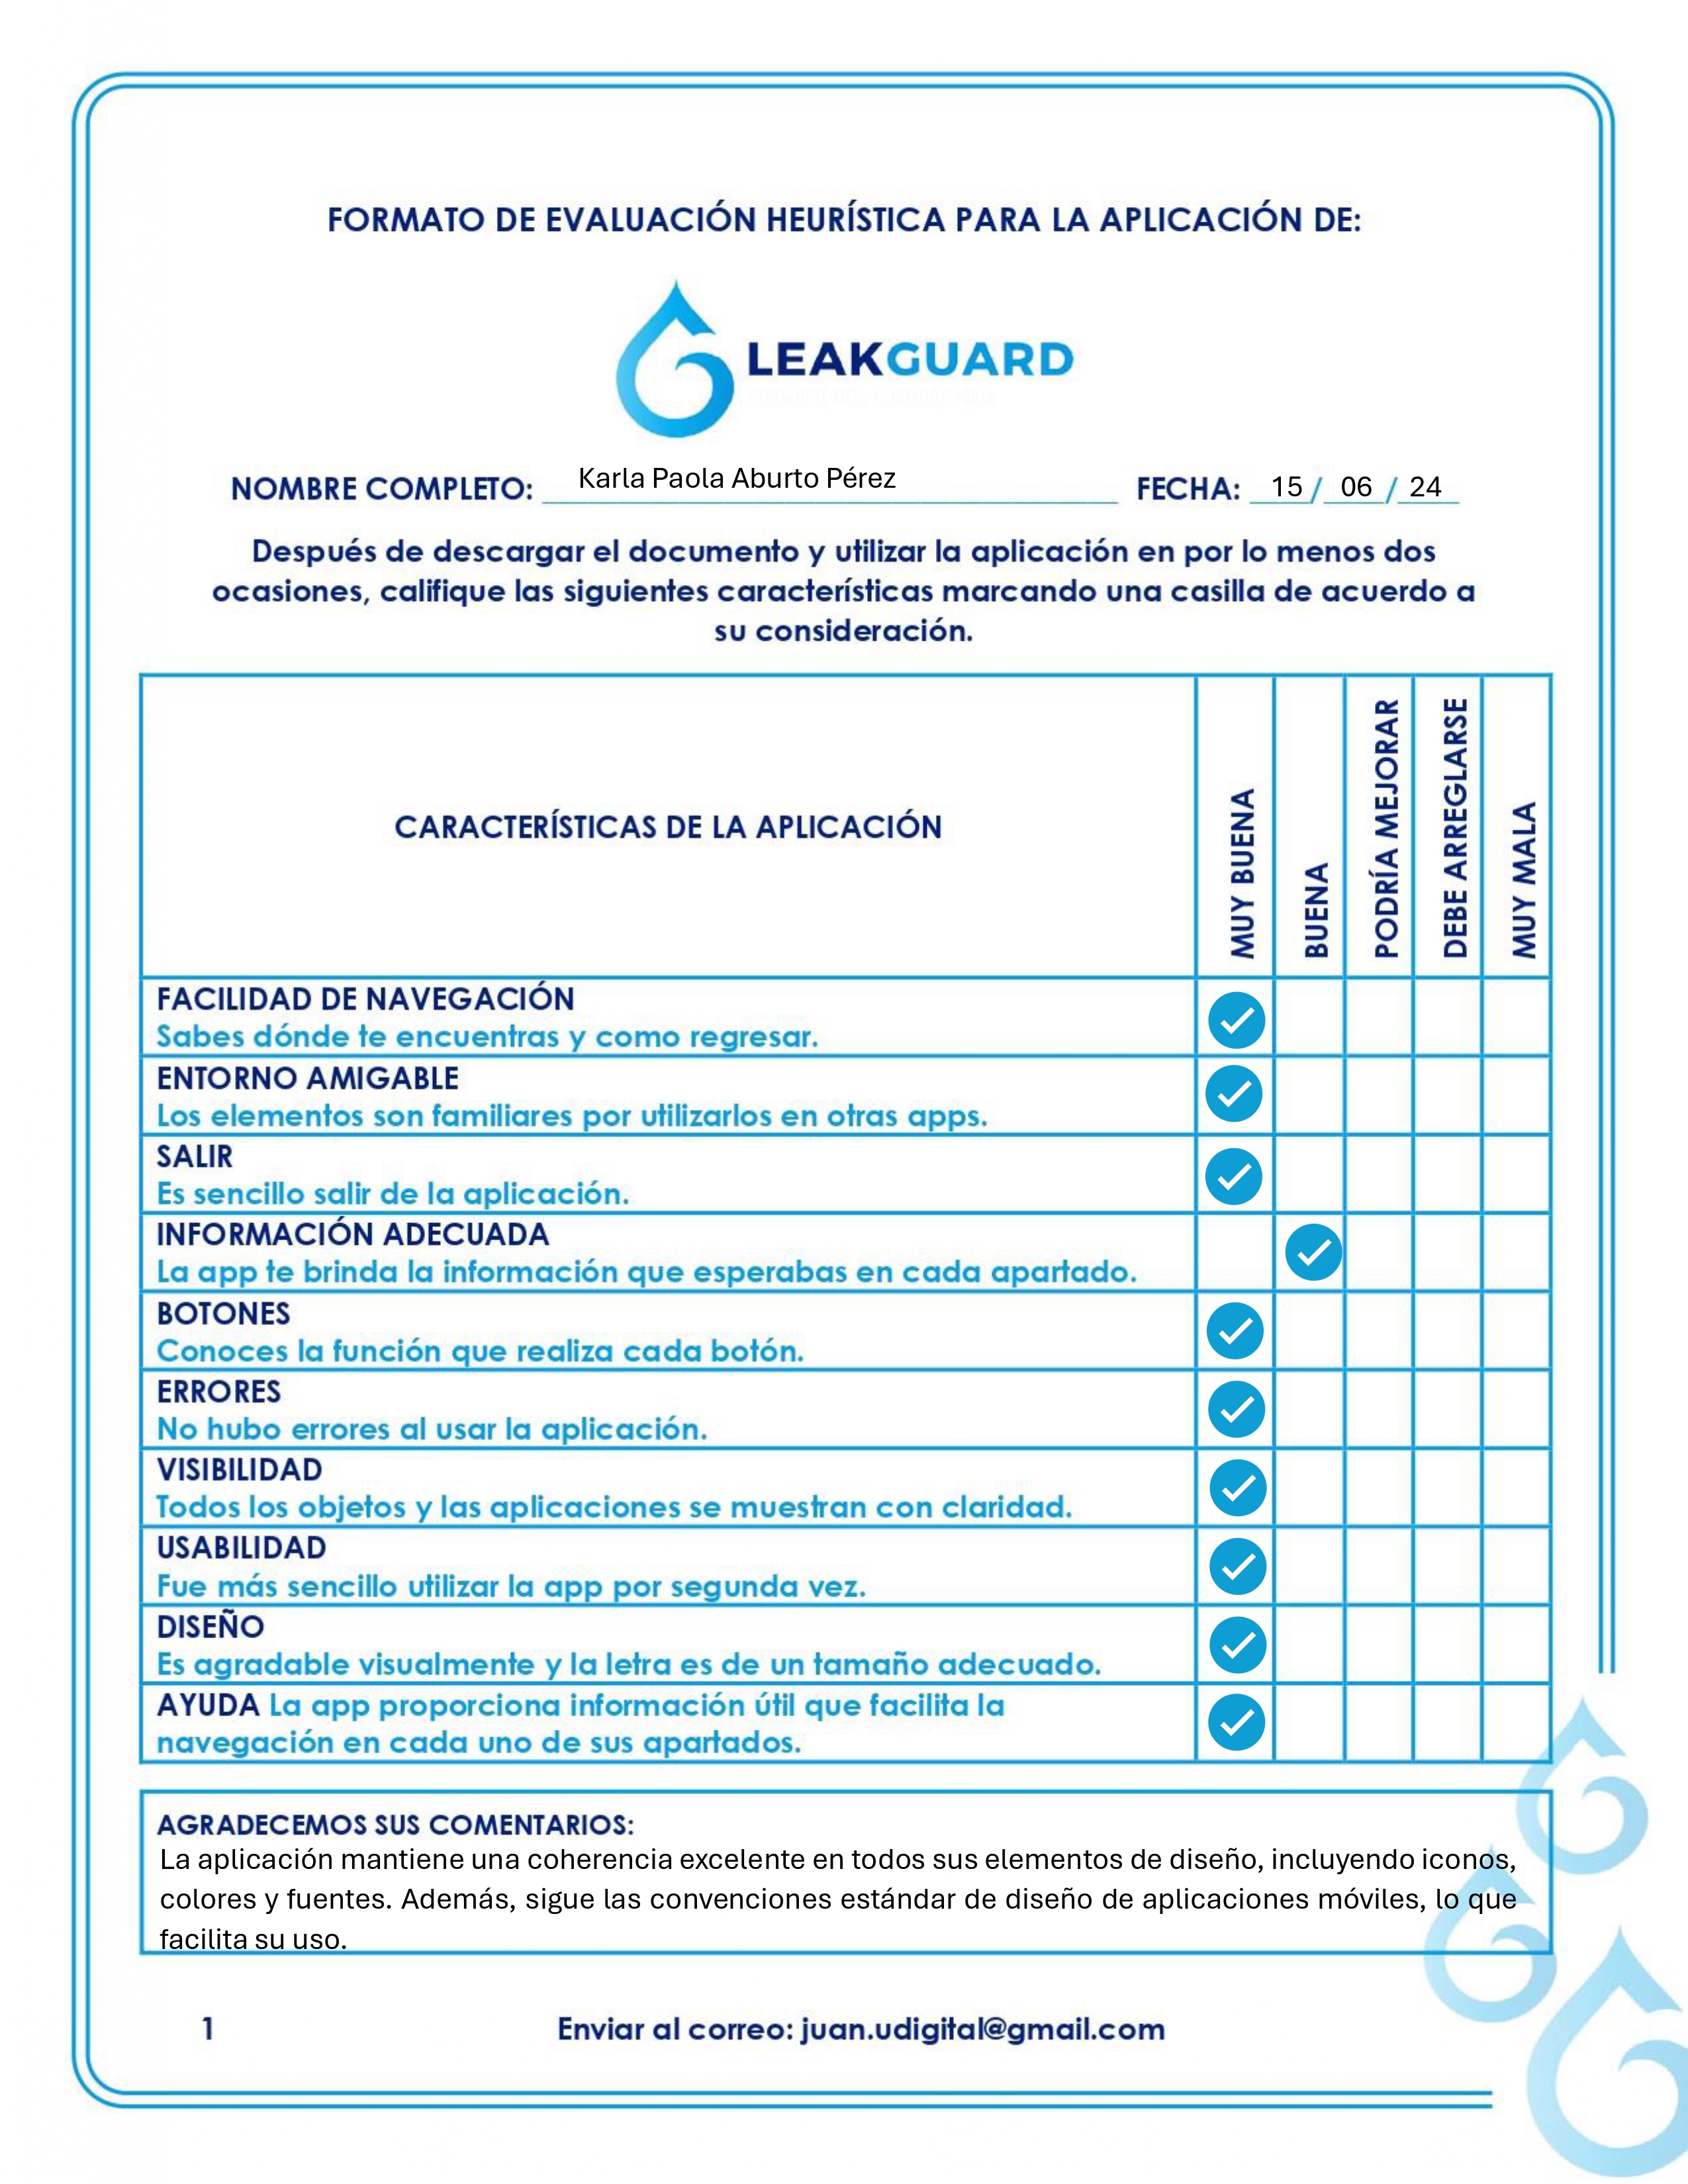 FORMATO DE EVALUACIÓN HEURÍSTICA PARA LA APLICACIÓN DE:
LEAKGUARD
NOMBRE COMPLETO: Karla Paola Aburto Pérez FECHA: 15 / 06 / 24
Después de descargar el documento y utilizar la aplicación en por lo menos dos
ocasiones, califique las siguientes características marcando una casilla de acuerdo a
su consideración.
CARACTERÍSTICAS DE LA APLICACIÓN
MUY BUENA
BUENA
PODRÍA MEJORAR
DEBE ARREGLARSE
MUY MALA
FACILIDAD DE NAVEGACIÓN
Sabes dónde te encuentras y como regresar.
ENTORNO AMIGABLE
Los elementos son familiares por utilizarlos en otras apps.
SALIR
Es sencillo salir de la aplicación.
INFORMACIÓN ADECUADA
La app te brinda la información que esperabas en cada apartado.
BOTONES
Conoces la función que realiza cada botón.
ERRORES
No hubo errores al usar la aplicación.
VISIBILIDAD
Todos los objetos y las aplicaciones se muestran con claridad.
USABILIDAD
Fue más sencillo utilizar la app por segunda vez.
DISEÑO
Es agradable visualmente y la letra es de un tamaño adecuado.
AYUDA La app proporciona información útil que facilita la
navegación en cada uno de sus apartados.
AGRADECEMOS SUS COMENTARIOS:
La aplicación mantiene una coherencia excelente en todos sus elementos de diseño, incluyendo iconos,
colores y fuentes. Además, sigue las convenciones estándar de diseño de aplicaciones móviles, lo que
facilita su uso.
1 Enviar al correo: juan.udigital@gmail.com